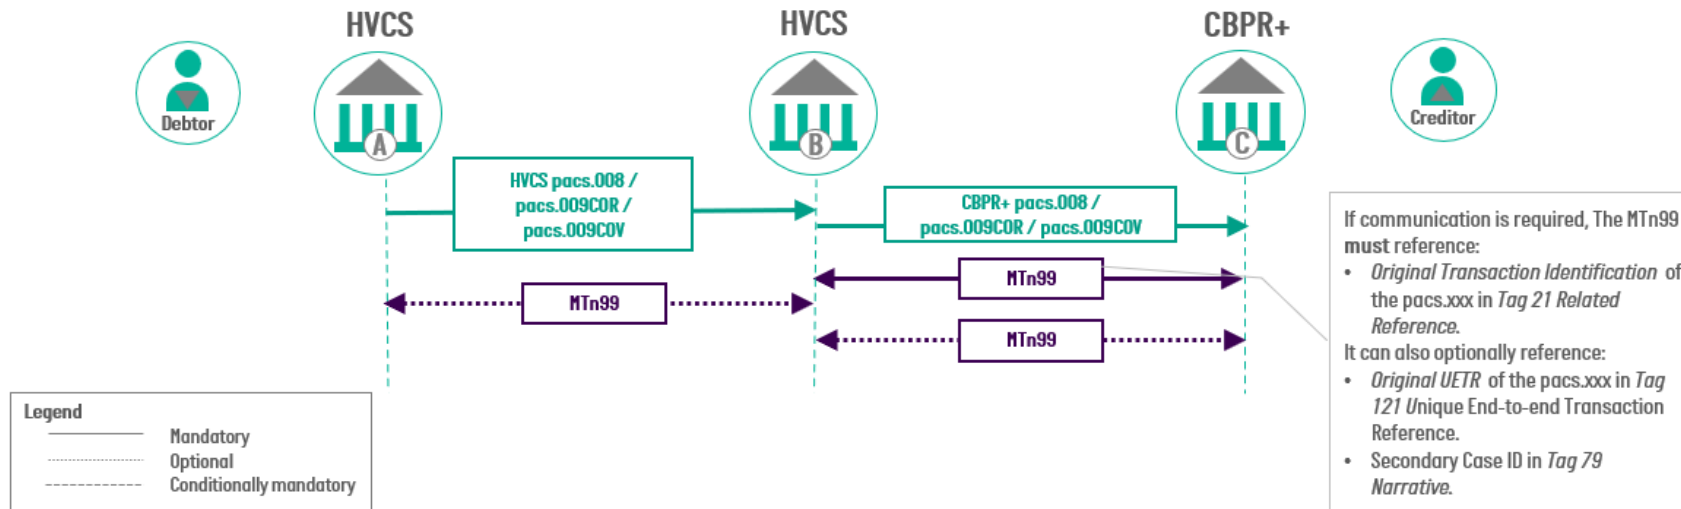 HVCS
HVCS
CBPR+
Debtor
A
B
C
Creditor
HVCS pacs.008 /
pacs.009COR /
pacs.009COV
CBPR+ pacs.008 /
pacs.009COR / pacs.009COV
MTn99
MTn99
MTn99
If communication is required, The MTn99
must reference:
• Original Transaction Identification of
the pacs.xxx in Tag 21 Related
Reference.
It can also optionally reference:
• Original UETR of the pacs.xxx in Tag
121 Unique End-to-end Transaction
Reference.
• Secondary Case ID in Tag 79
Narrative.
Legend
Mandatory
Optional
Conditionally mandatory